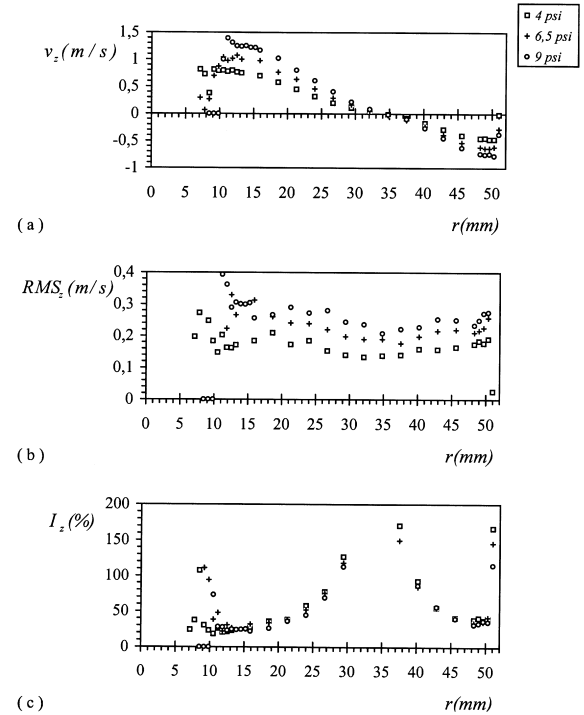 4 psi
6,5 psi
9 psi
v_z (m / s)
1,5
1
0,5
0
-0,5
-1
0 5 10 15 20 25 30 35 40 45 50
(a)
r(mm)
RMS_z (m/s)
0,4
0,3
0,2
0,1
0
0 5 10 15 20 25 30 35 40 45 50
(b)
r(mm)
I_z (%)
200
150
100
50
0
0 5 10 15 20 25 30 35 40 45 50
(c)
r(mm)